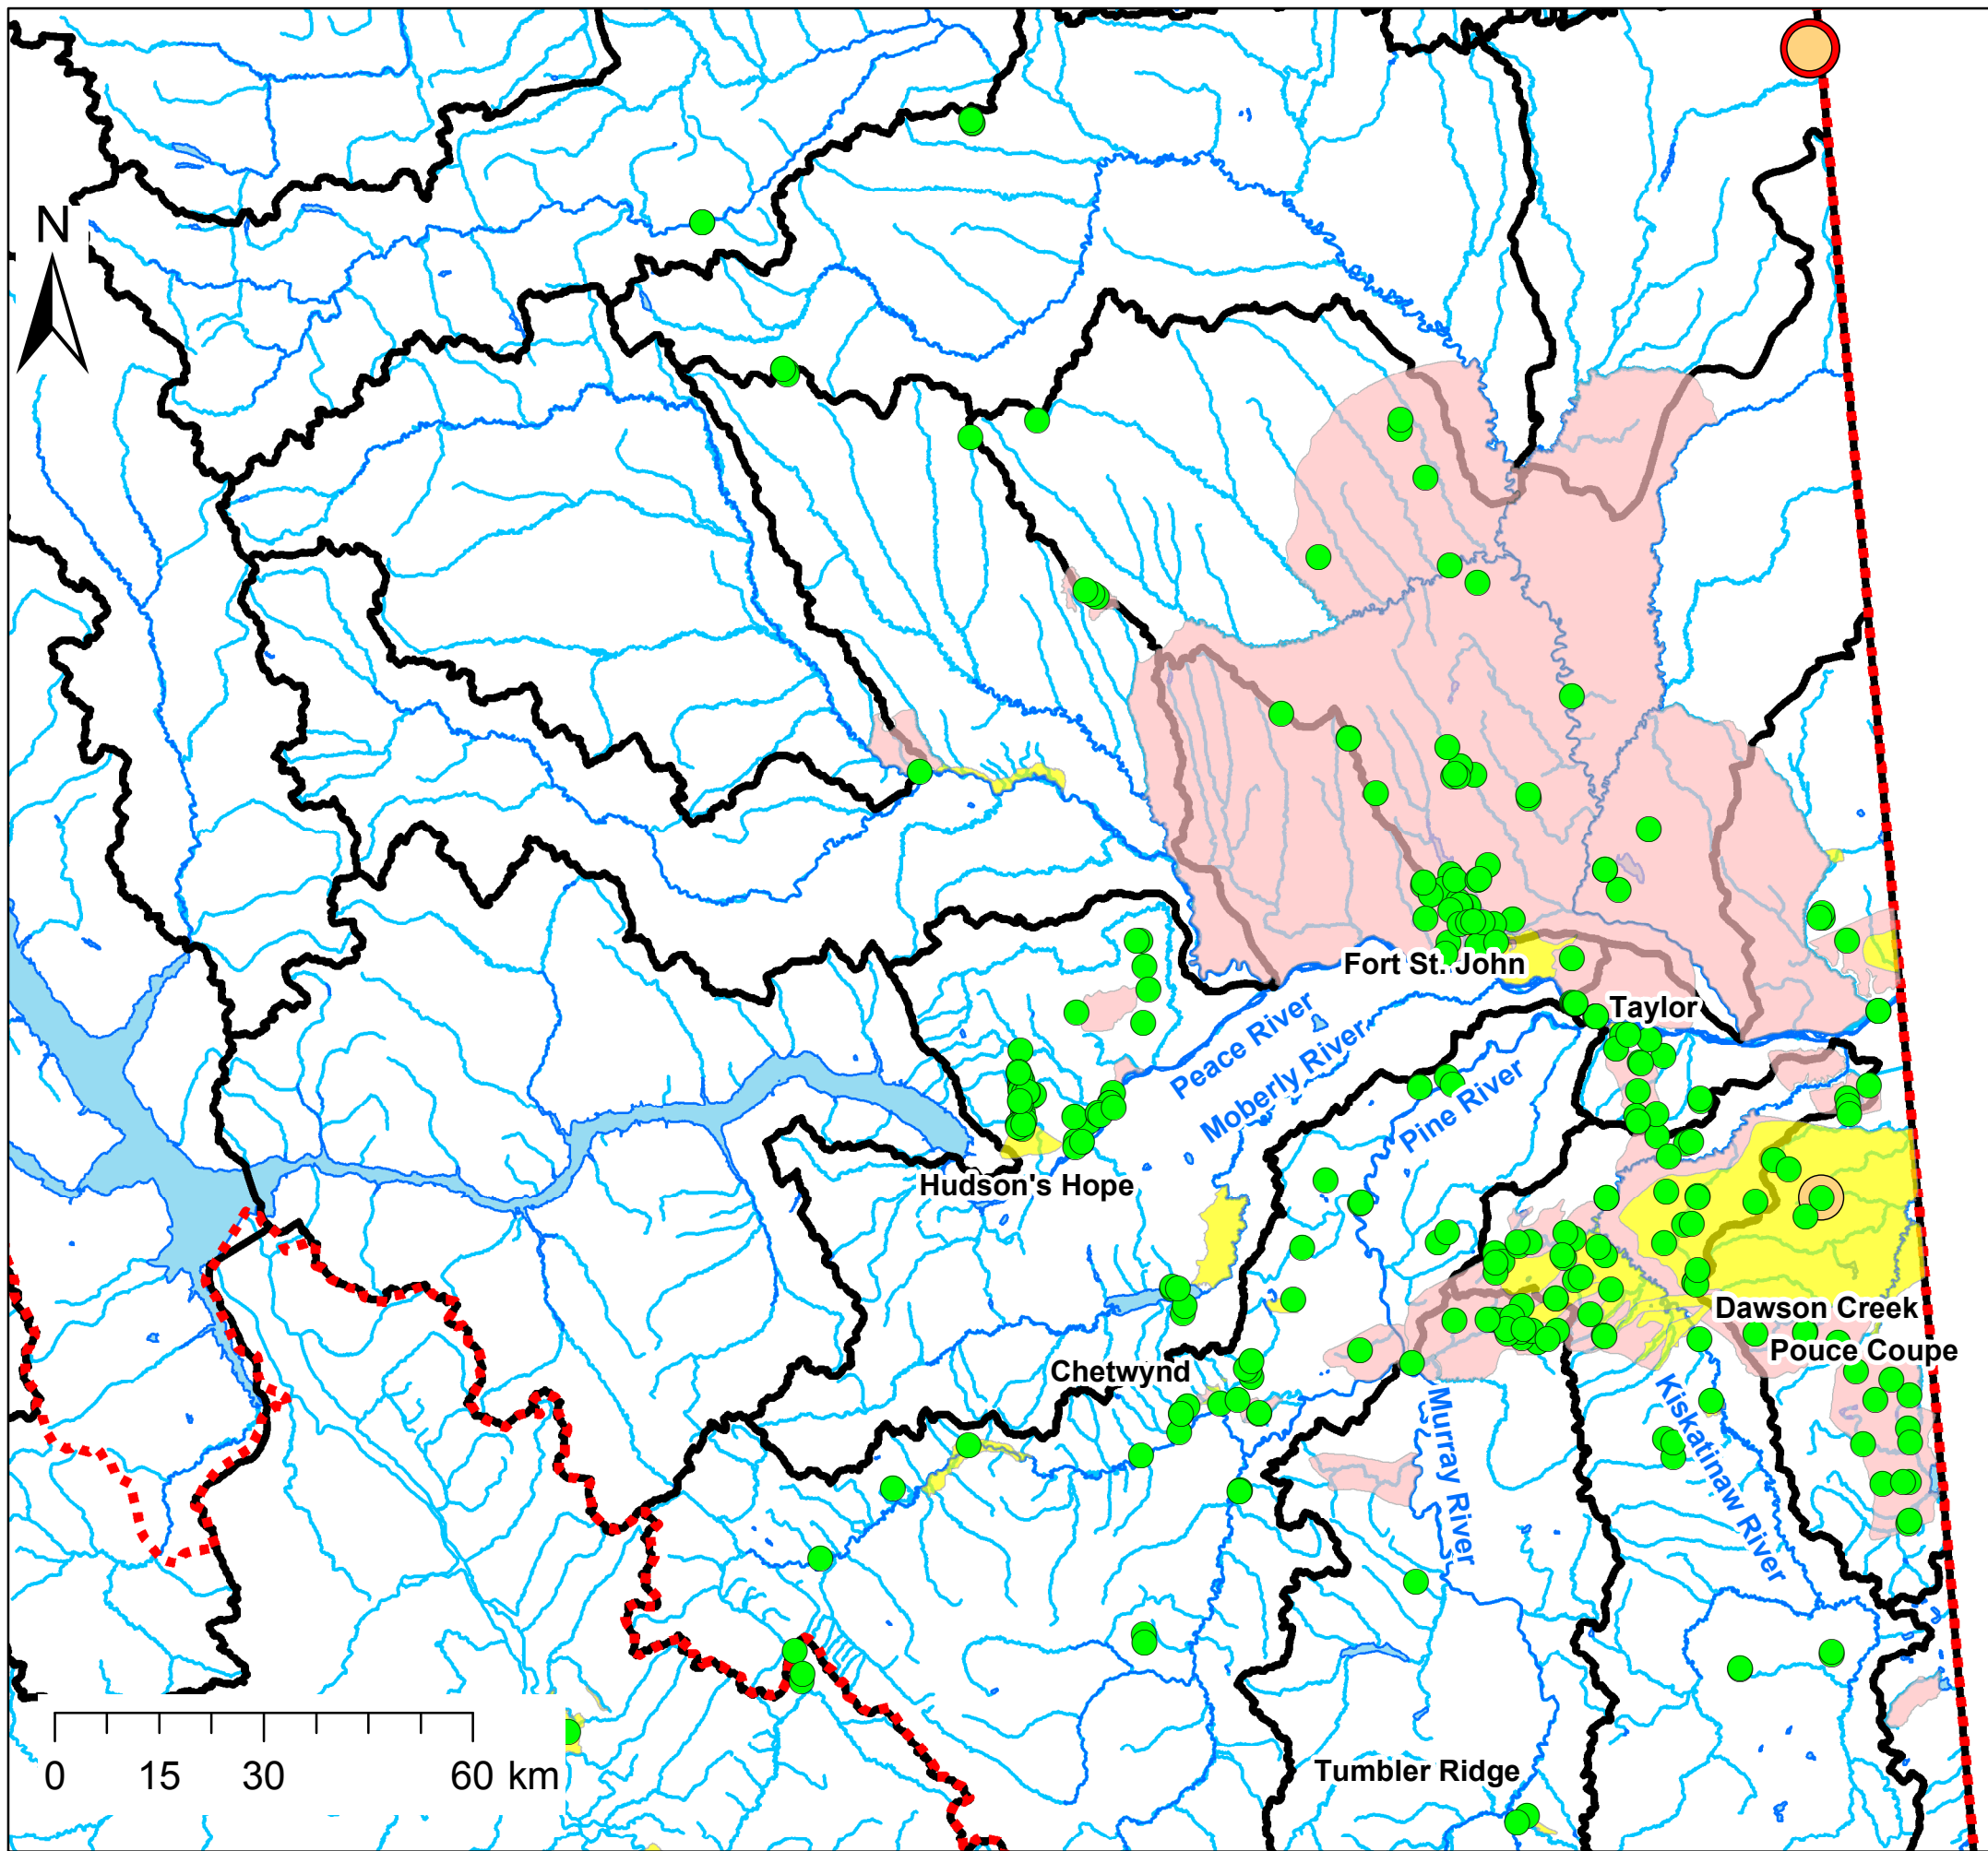 N
Fort St. John
Taylor
Peace River
Moberly River
Pine River
Hudson's Hope
Dawson Creek
Pouce Coupe
Chetwynd
Murray River
Kiskatinaw River
Tumbler Ridge
0 15 30 60 km